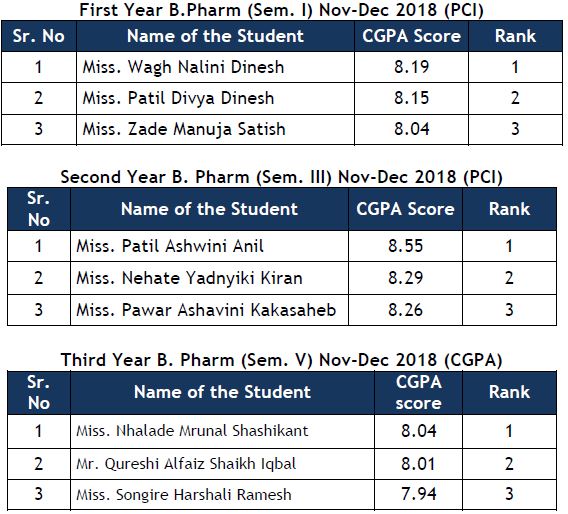 First Year B.Pharm (Sem. I) Nov-Dec 2018 (PCI)
Sr. No Name of the Student CGPA Score Rank
1 Miss. Wagh Nalini Dinesh 8.19 1
2 Miss. Patil Divya Dinesh 8.15 2
3 Miss. Zade Manuja Satish 8.04 3
Second Year B. Pharm (Sem. III) Nov-Dec 2018 (PCI)
Sr. No Name of the Student CGPA Score Rank
1 Miss. Patil Ashwini Anil 8.55 1
2 Miss. Nehate Yadnyiki Kiran 8.29 2
3 Miss. Pawar Ashavini Kakasaheb 8.26 3
Third Year B. Pharm (Sem. V) Nov-Dec 2018 (CGPA)
Sr. No Name of the Student CGPA score Rank
1 Miss. Nhalade Mrunal Shashikant 8.04 1
2 Mr. Qureshi Alfaiz Shaikh Iqbal 8.01 2
3 Miss. Songire Harshali Ramesh 7.94 3